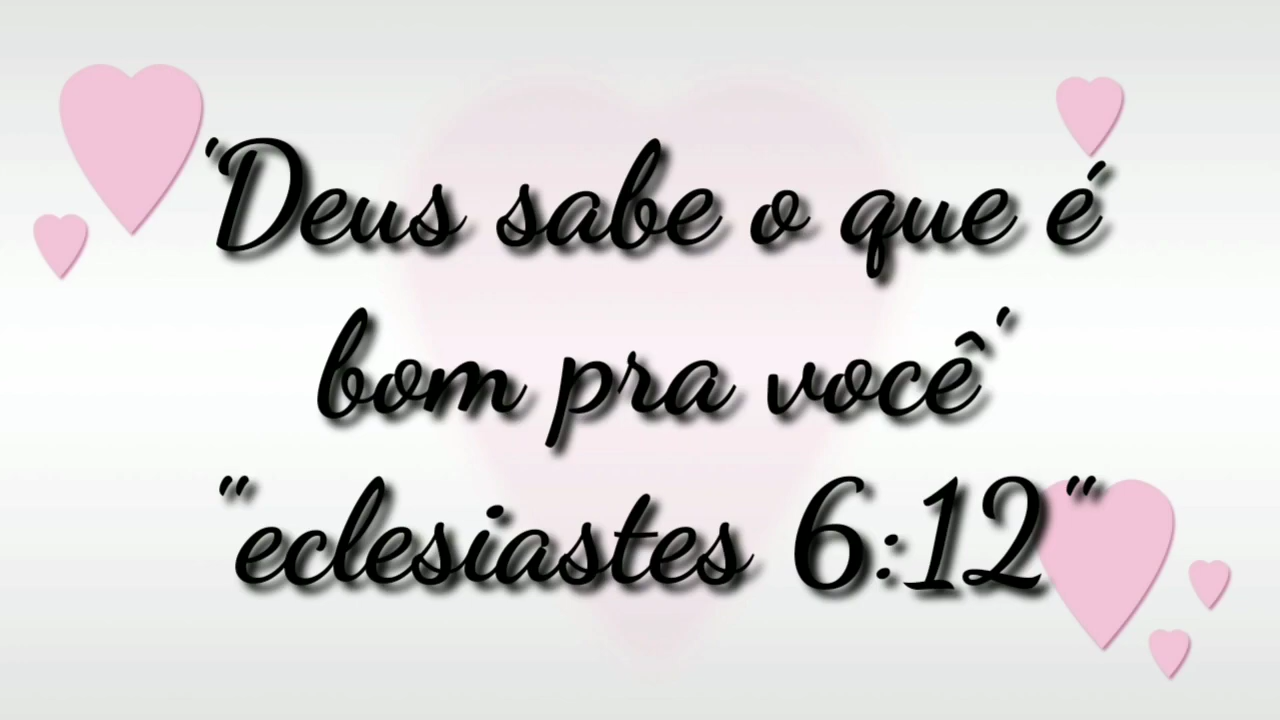 'Deus sabe o que é
bom pra você'
"eclesiastes 6:12"